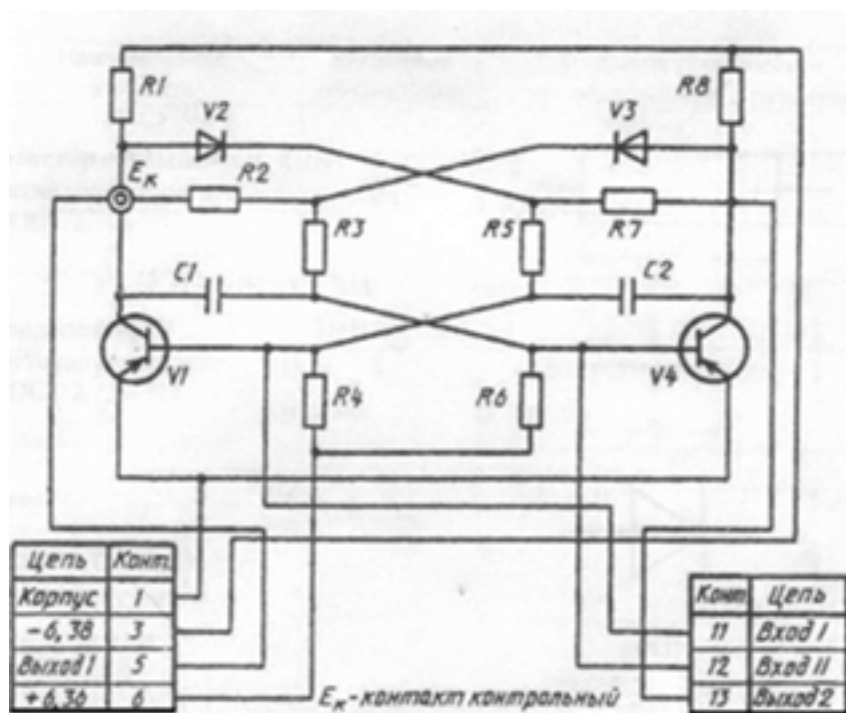 R1
R8
V2
V3
Eк
R2
R3
R5
R7
C1
C2
V1
R4
R6
V4
Цепь Конт.
Корпус 1
-6,3В 3
Выход I 5
+6,3В 6
Eк-контакт контрольный
Конт Цепь
11 Вход I
12 Вход II
13 Выход2